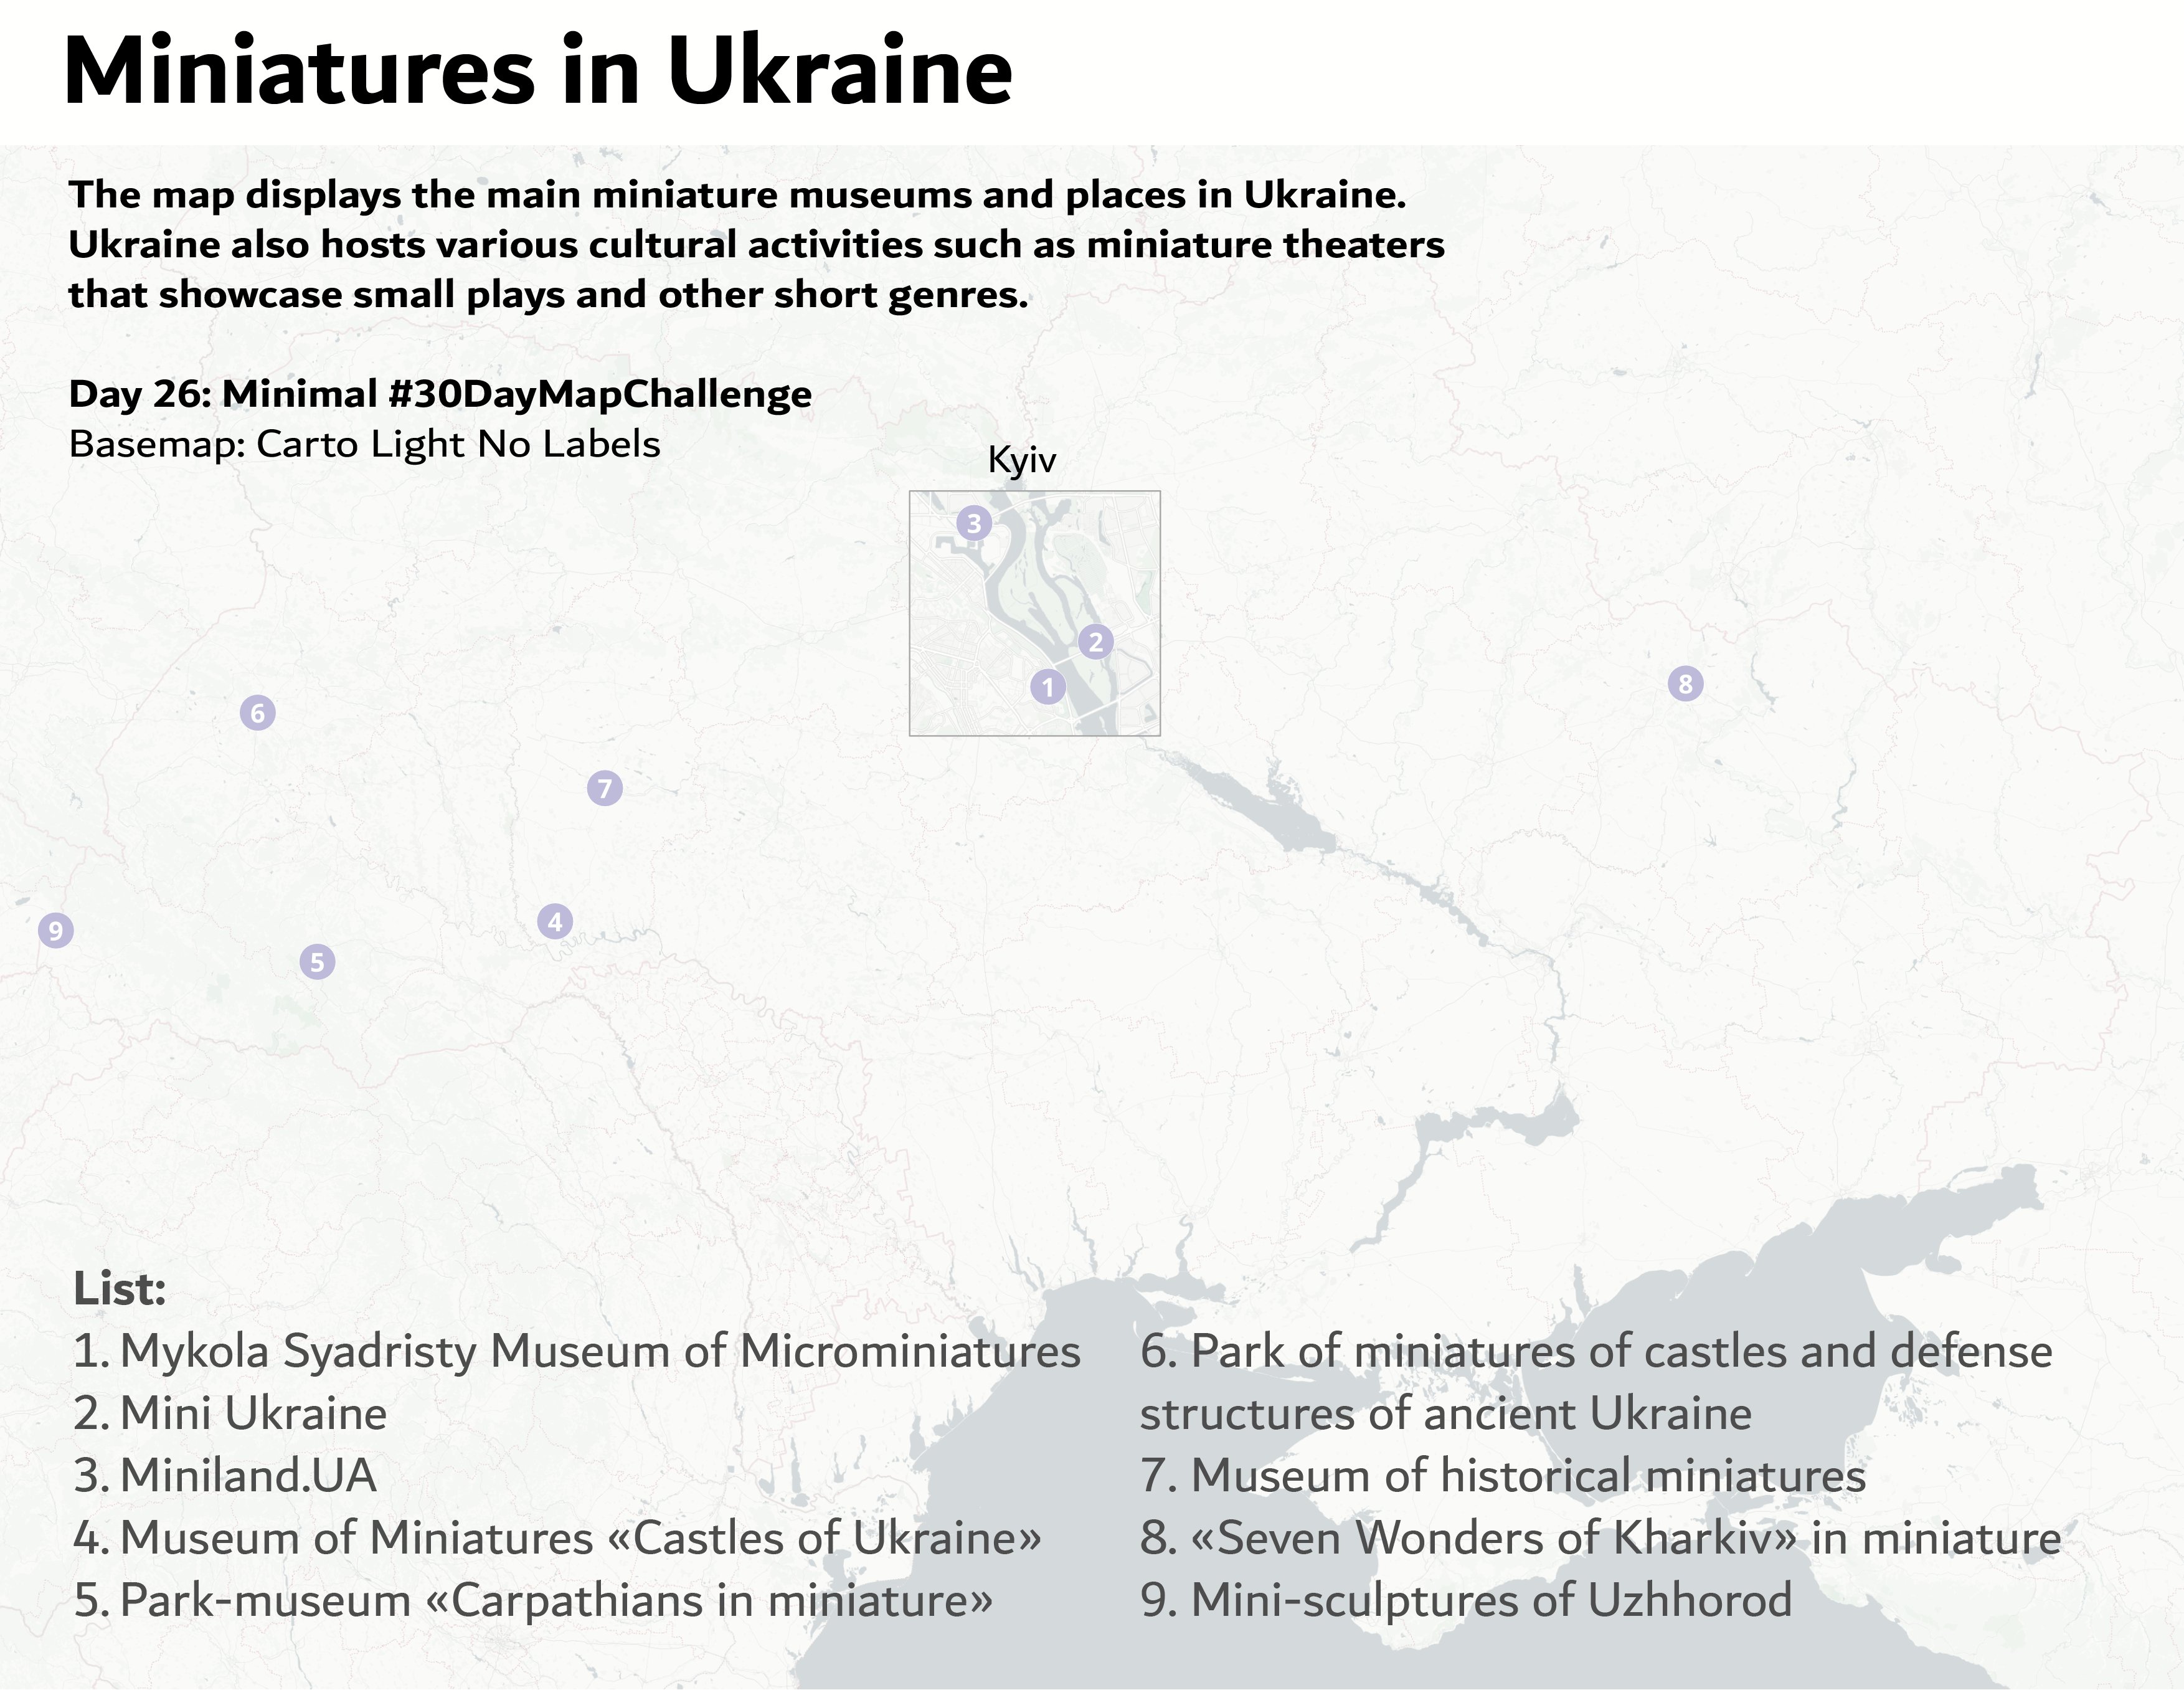 Miniatures in Ukraine
The map displays the main miniature museums and places in Ukraine.
Ukraine also hosts various cultural activities such as miniature theaters
that showcase small plays and other short genres.
Day 26: Minimal #30DayMapChallenge
Basemap: Carto Light No Labels
Kyiv
3
2
1
8
6
7
4
9
5
List:
1. Mykola Syadristy Museum of Microminiatures
2. Mini Ukraine
3. Miniland.UA
4. Museum of Miniatures «Castles of Ukraine»
5. Park-museum «Carpathians in miniature»
6. Park of miniatures of castles and defense
structures of ancient Ukraine
7. Museum of historical miniatures
8. «Seven Wonders of Kharkiv» in miniature
9. Mini-sculptures of Uzhhorod